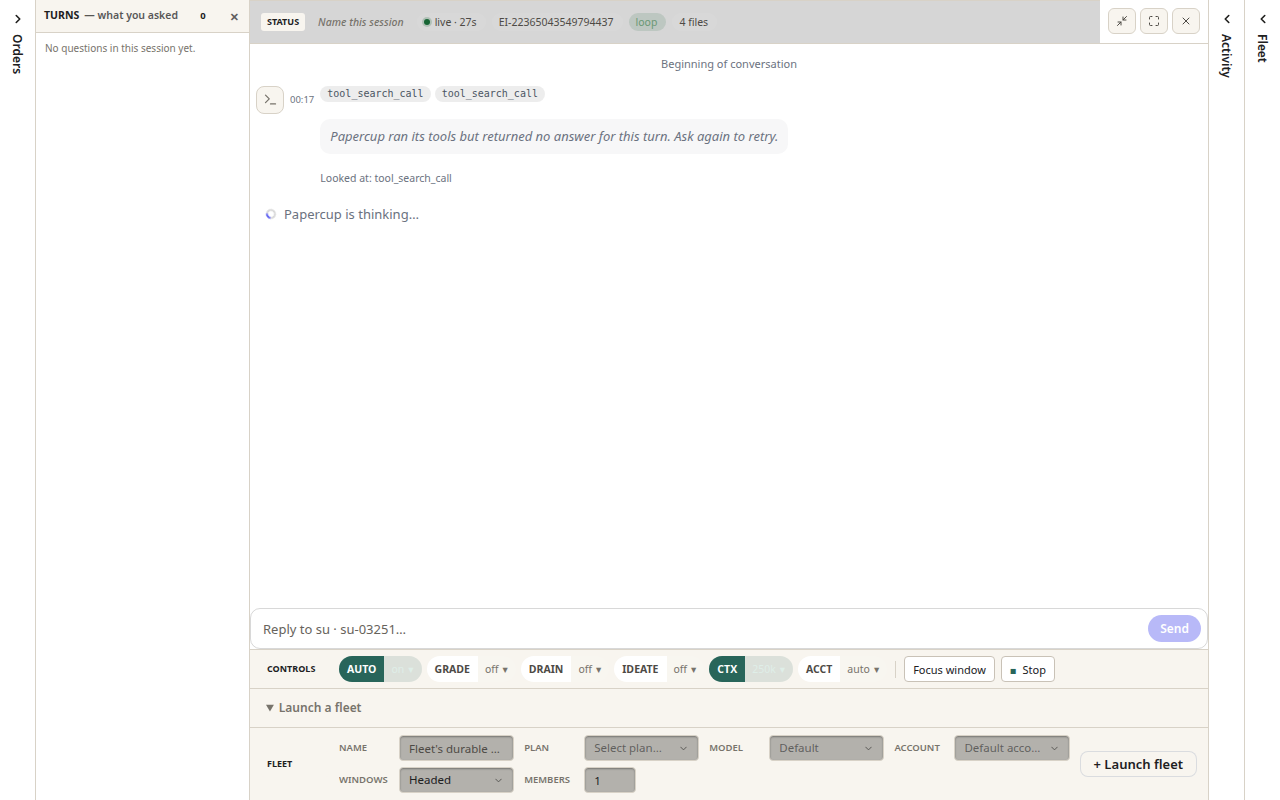 Orders
TURNS — what you asked 0
No questions in this session yet.
STATUS Name this session live · 27s EI-22365043549794437 loop 4 files
Beginning of conversation
00:17 tool_search_call tool_search_call
Papercup ran its tools but returned no answer for this turn. Ask again to retry.
Looked at: tool_search_call
Papercup is thinking...
Reply to su · su-03251... Send
CONTROLS AUTO on ▾ GRADE off ▾ DRAIN off ▾ IDEATE off ▾ CTX ▾ ACCT auto ▾ Focus window ■ Stop
▼ Launch a fleet
FLEET
NAME Fleet's durable ... PLAN Select plan... MODEL Default ACCOUNT Default acco...
WINDOWS Headed MEMBERS 1
+ Launch fleet
Activity
Fleet